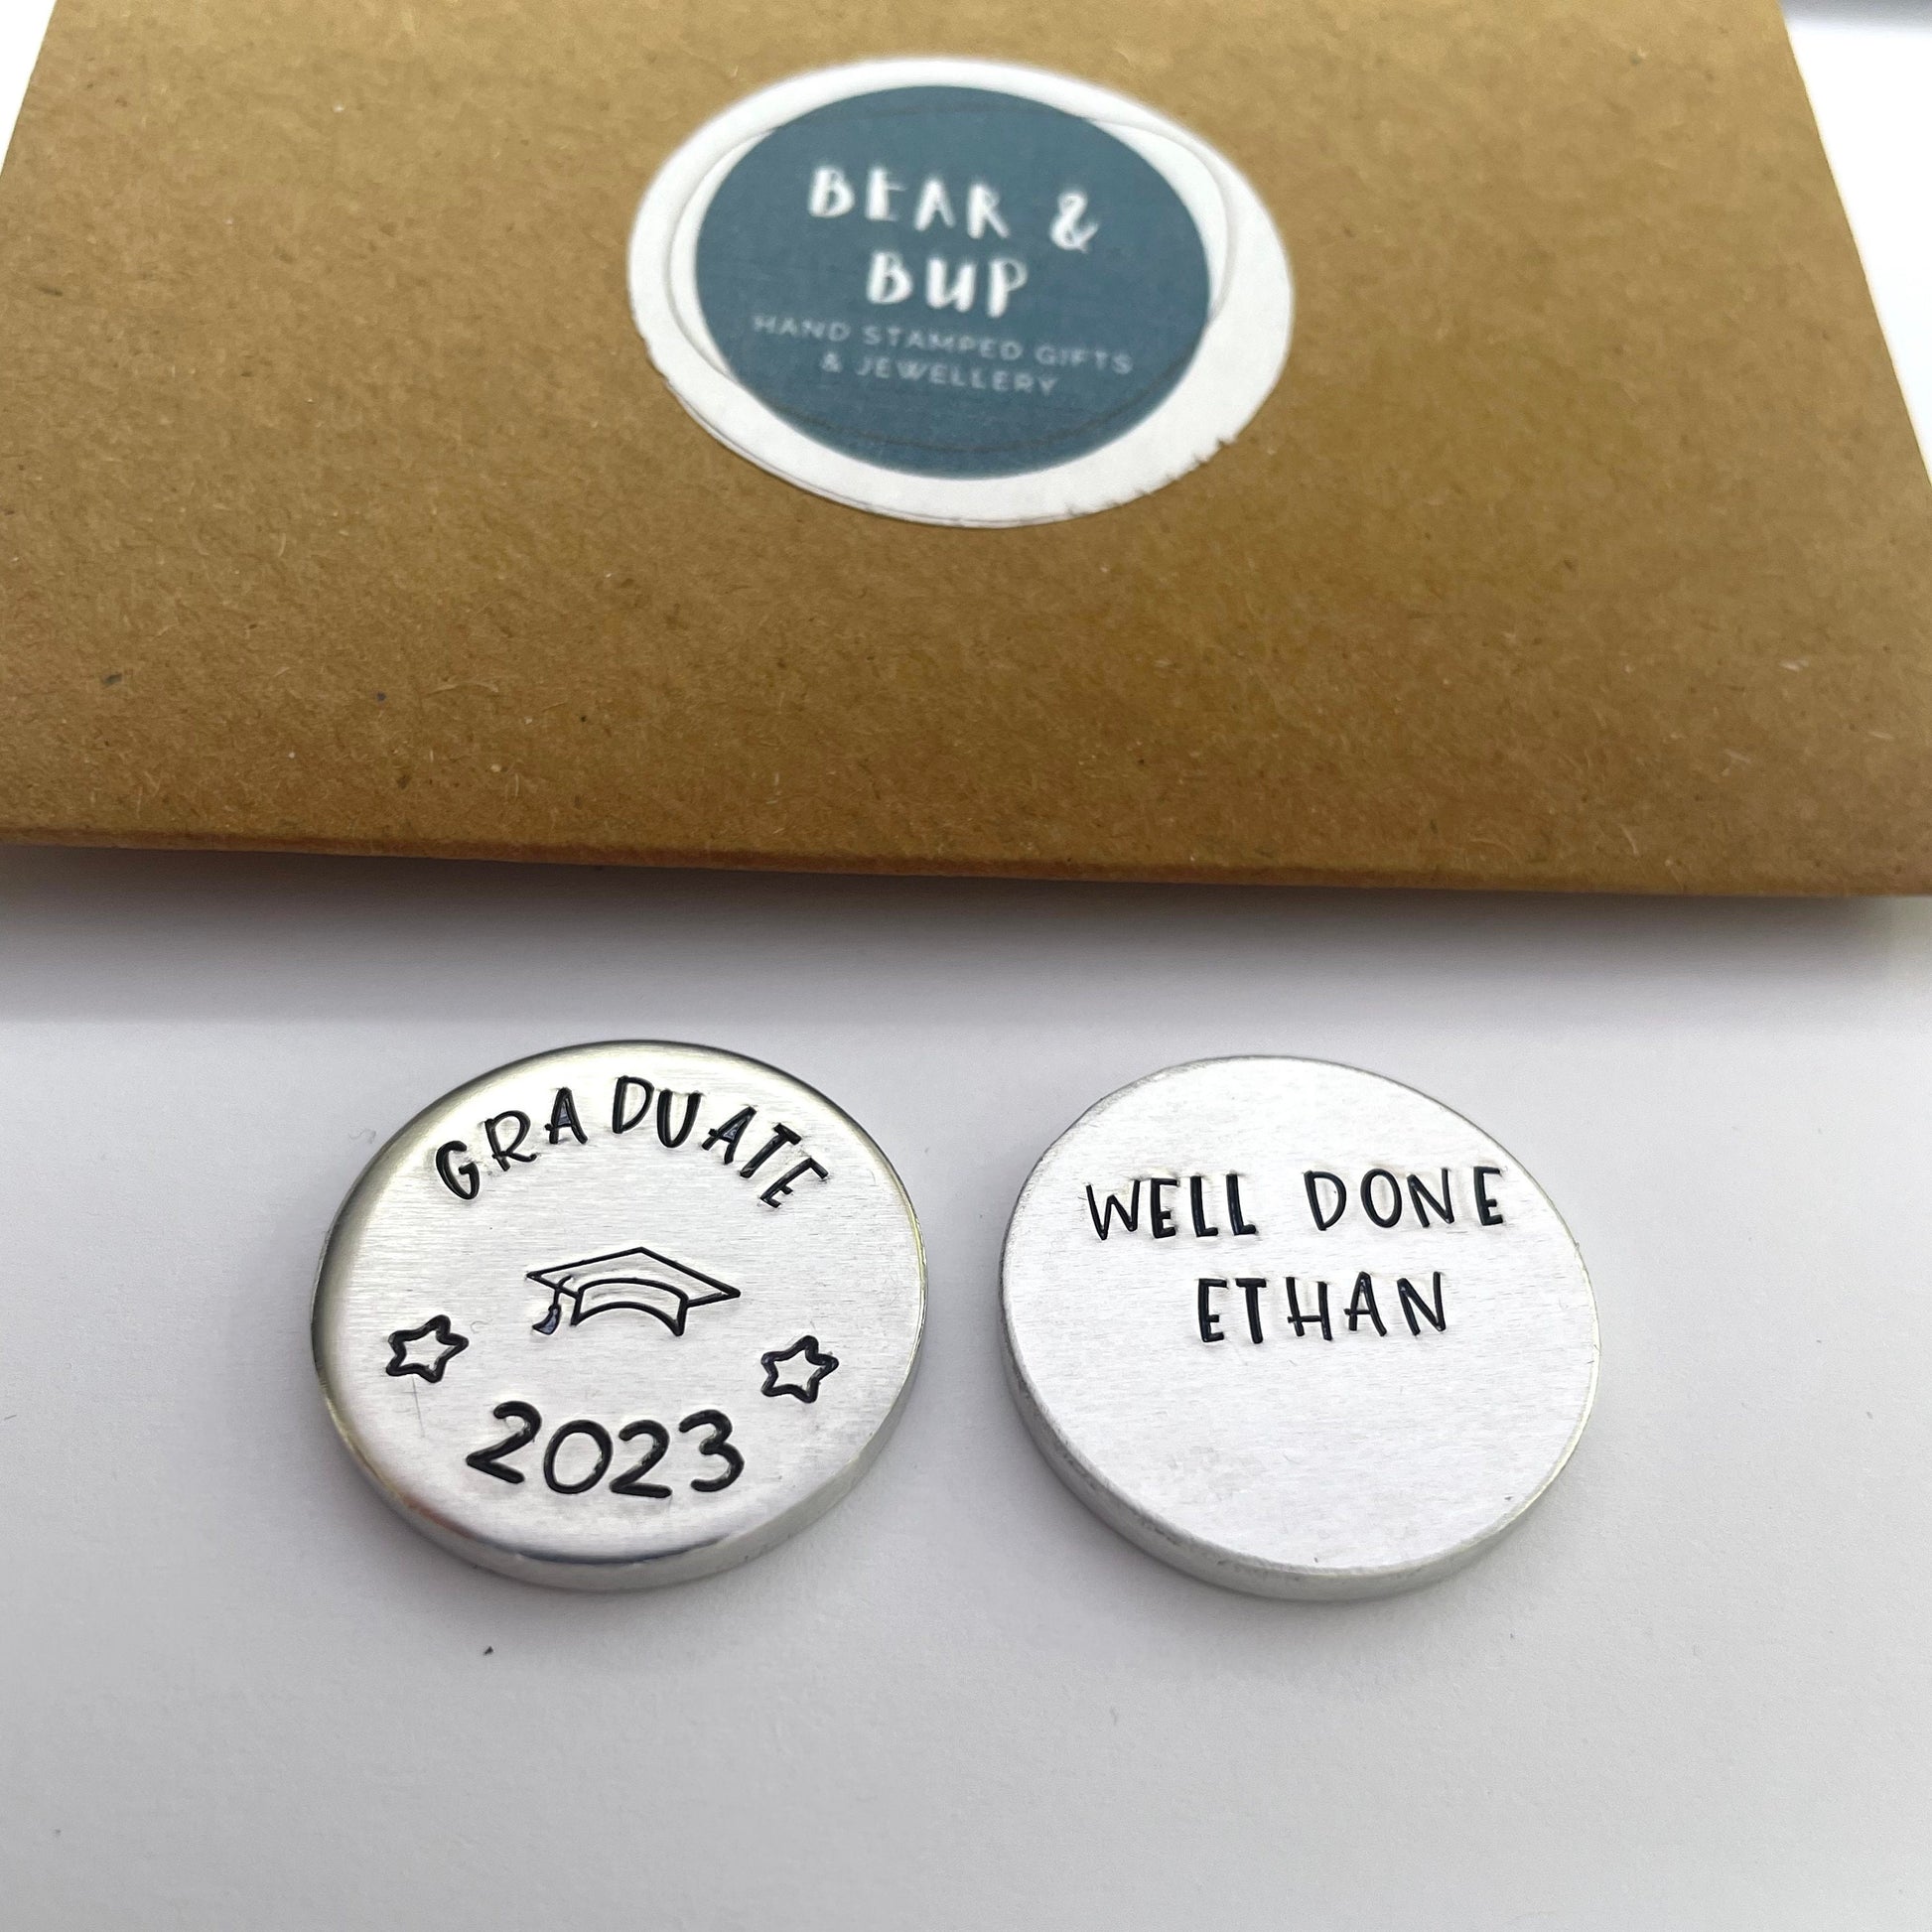 BEAR &
BUP
HAND STAMPED GIFTS
& JEWELLERY
GRADUATE
2023
WELL DONE
ETHAN